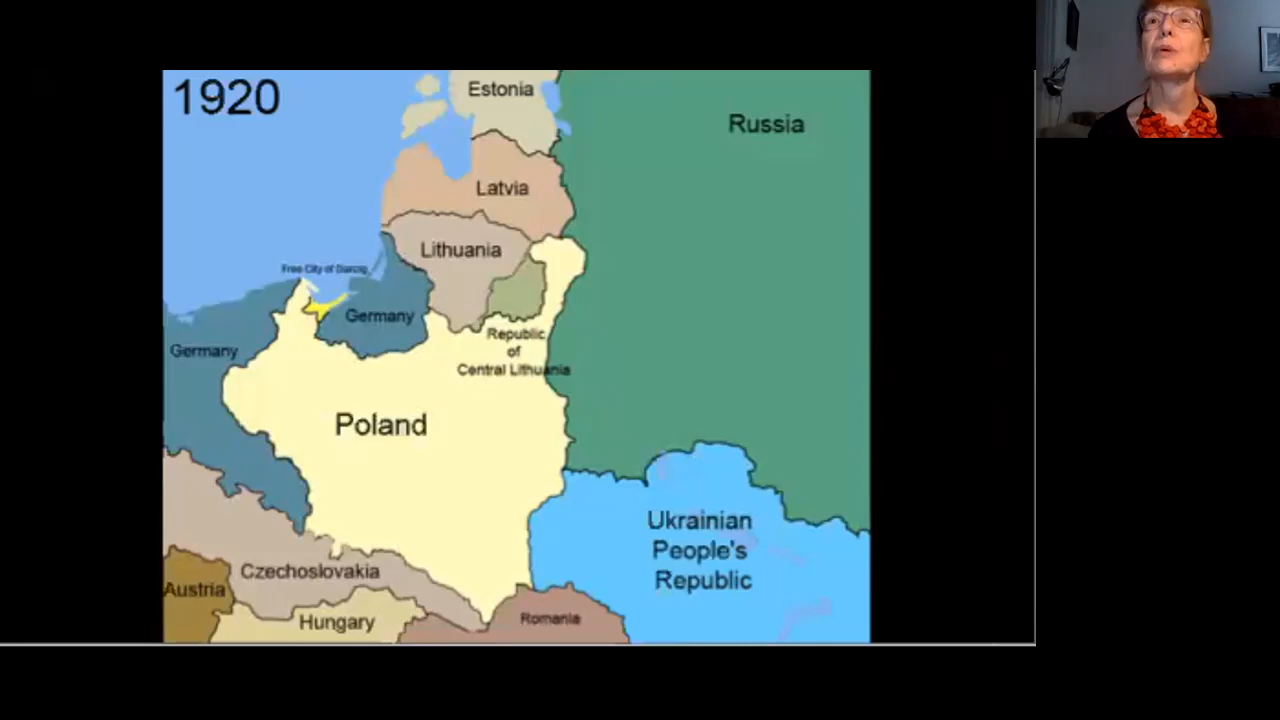 1920
Estonia
Russia
Latvia
Lithuania
Free City of Danzig
Germany
Germany
Republic
of
Central Lithuania
Poland
Ukrainian
People's
Republic
Czechoslovakia
Austria
Hungary
Romania